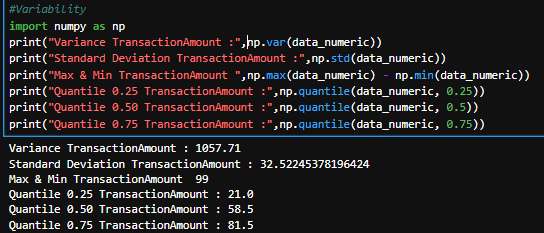 #Variability
import numpy as np
print("Variance TransactionAmount :",np.var(data_numeric))
print("Standard Deviation TransactionAmount :",np.std(data_numeric))
print("Max & Min TransactionAmount ",np.max(data_numeric) - np.min(data_numeric))
print("Quantile 0.25 TransactionAmount :",np.quantile(data_numeric, 0.25))
print("Quantile 0.50 TransactionAmount :",np.quantile(data_numeric, 0.5))
print("Quantile 0.75 TransactionAmount :",np.quantile(data_numeric, 0.75))
Variance TransactionAmount : 1057.71
Standard Deviation TransactionAmount : 32.52245378196424
Max & Min TransactionAmount  99
Quantile 0.25 TransactionAmount : 21.0
Quantile 0.50 TransactionAmount : 58.5
Quantile 0.75 TransactionAmount : 81.5